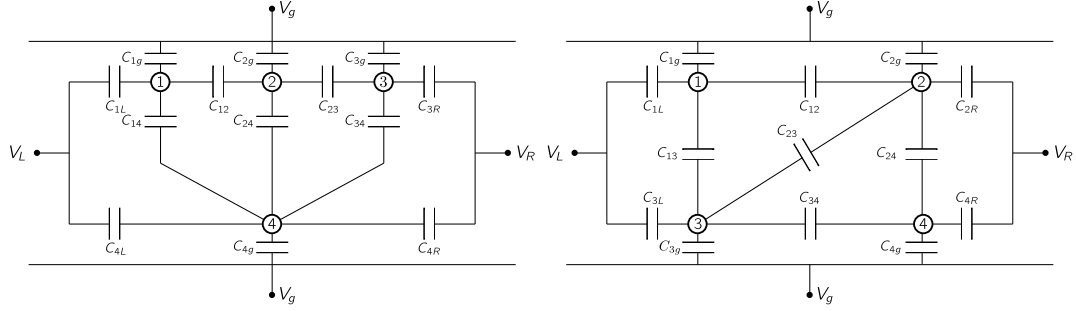 V_g V_g
C_{1g} C_{2g} C_{3g} C_{1g} C_{2g}
1 2 3 1 2
C_{1L} C_{12} C_{23} C_{3R} C_{1L} C_{12} C_{2R}
C_{14} C_{24} C_{34}
C_{23}
V_L V_R V_L C_{13} C_{24} V_R
C_{3L} C_{34} C_{4R}
4 3 4
C_{4L} C_{4g} C_{4R} C_{3g} C_{4g}
V_g V_g